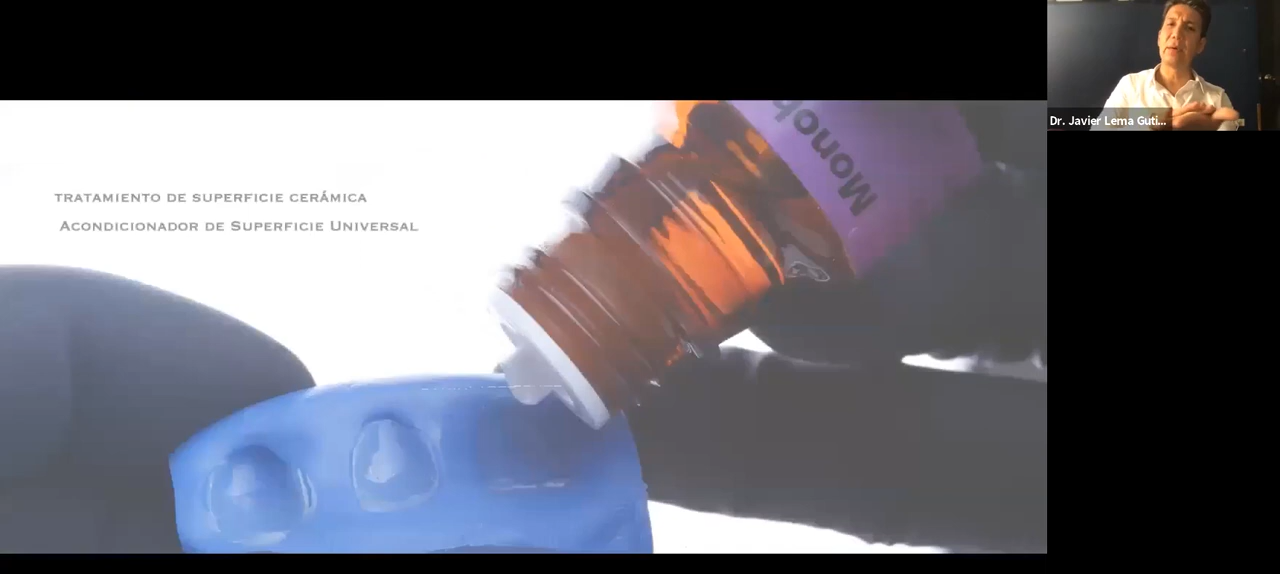 TRATAMIENTO DE SUPERFICIE CERÁMICA
ACONDICIONADOR DE SUPERFICIE UNIVERSAL
Monob
Dr. Javier Lema Guti...